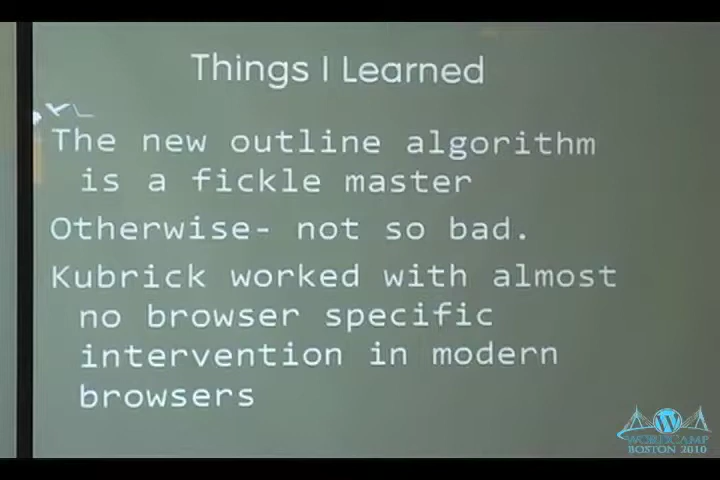 Things I Learned
The new outline algorithm
is a fickle master
Otherwise- not so bad.
Kubrick worked with almost
no browser specific
intervention in modern
browsers
WORDCAMP
BOSTON 2010